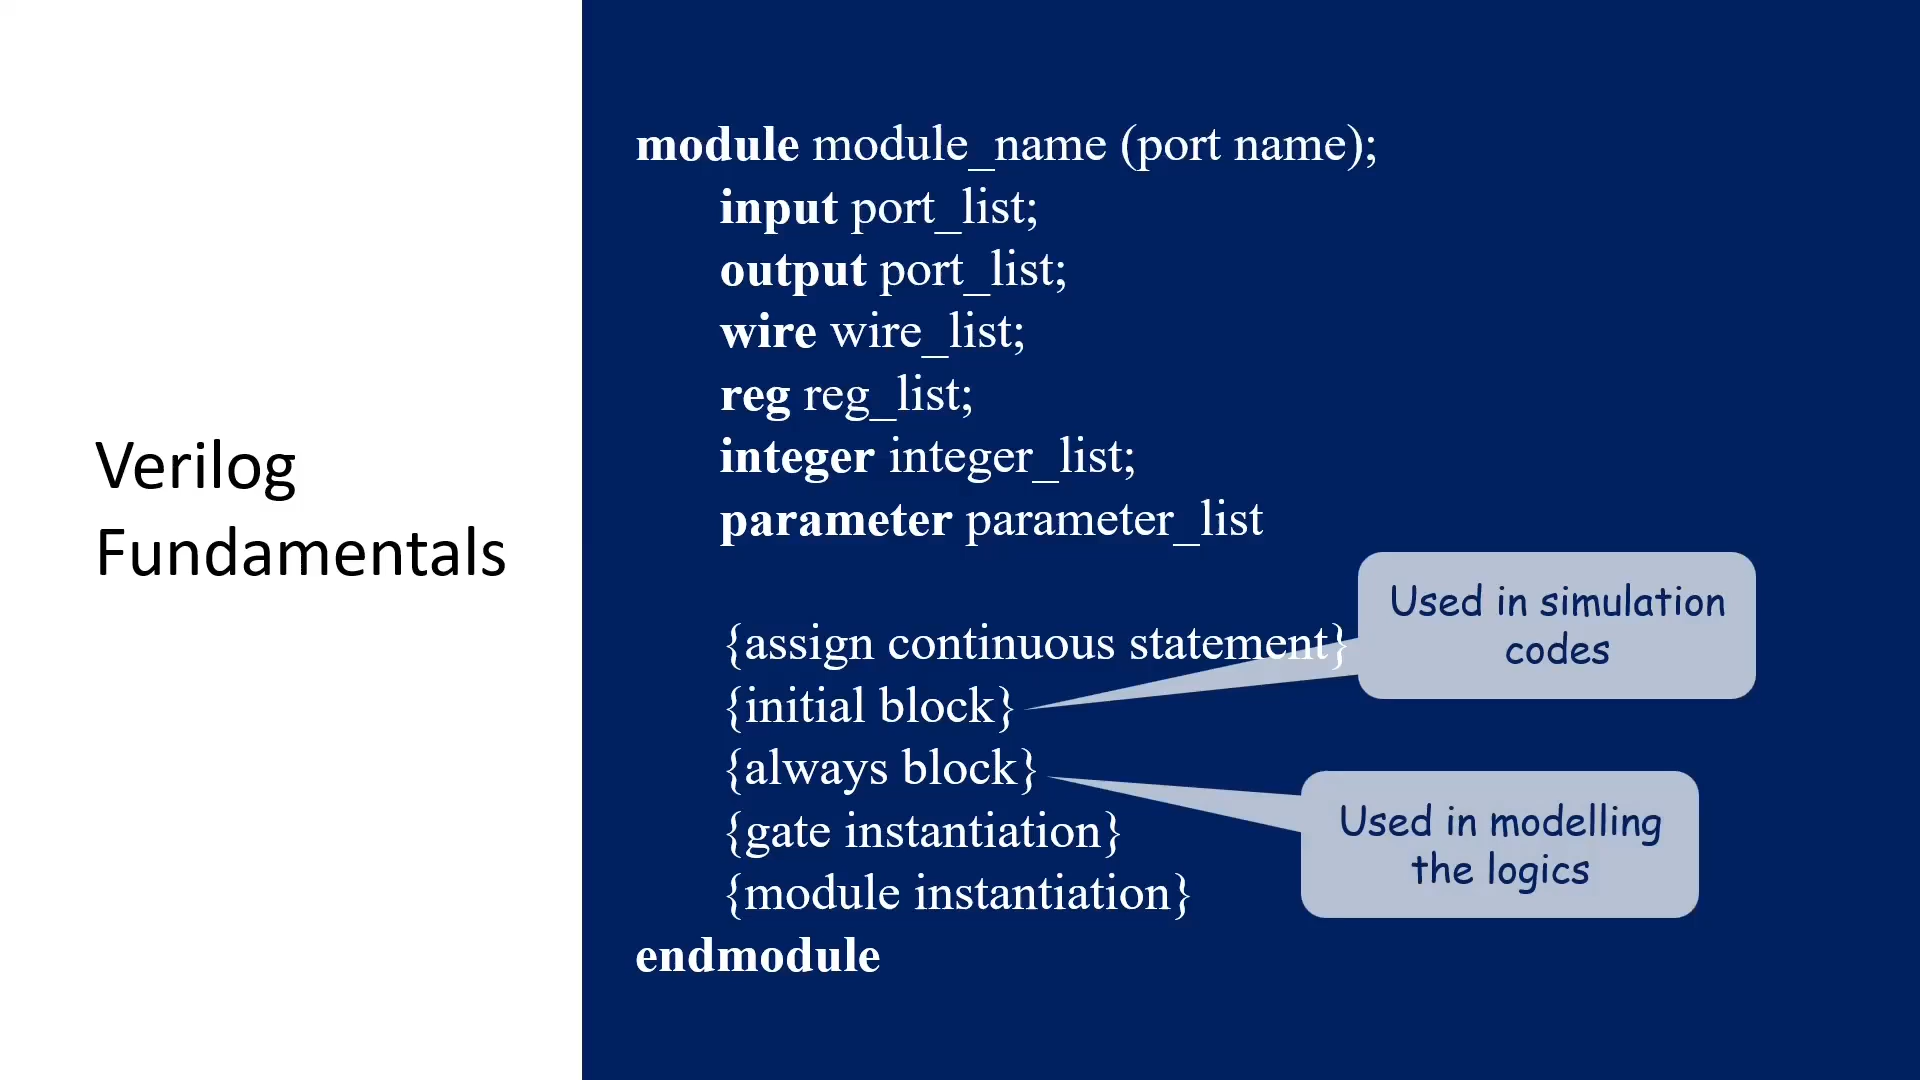 Verilog
Fundamentals
module module_name (port name);
input port_list;
output port_list;
wire wire_list;
reg reg_list;
integer integer_list;
parameter parameter_list
{assign continuous statement}
{initial block}
{always block}
{gate instantiation}
{module instantiation}
endmodule
Used in simulation
codes
Used in modelling
the logics